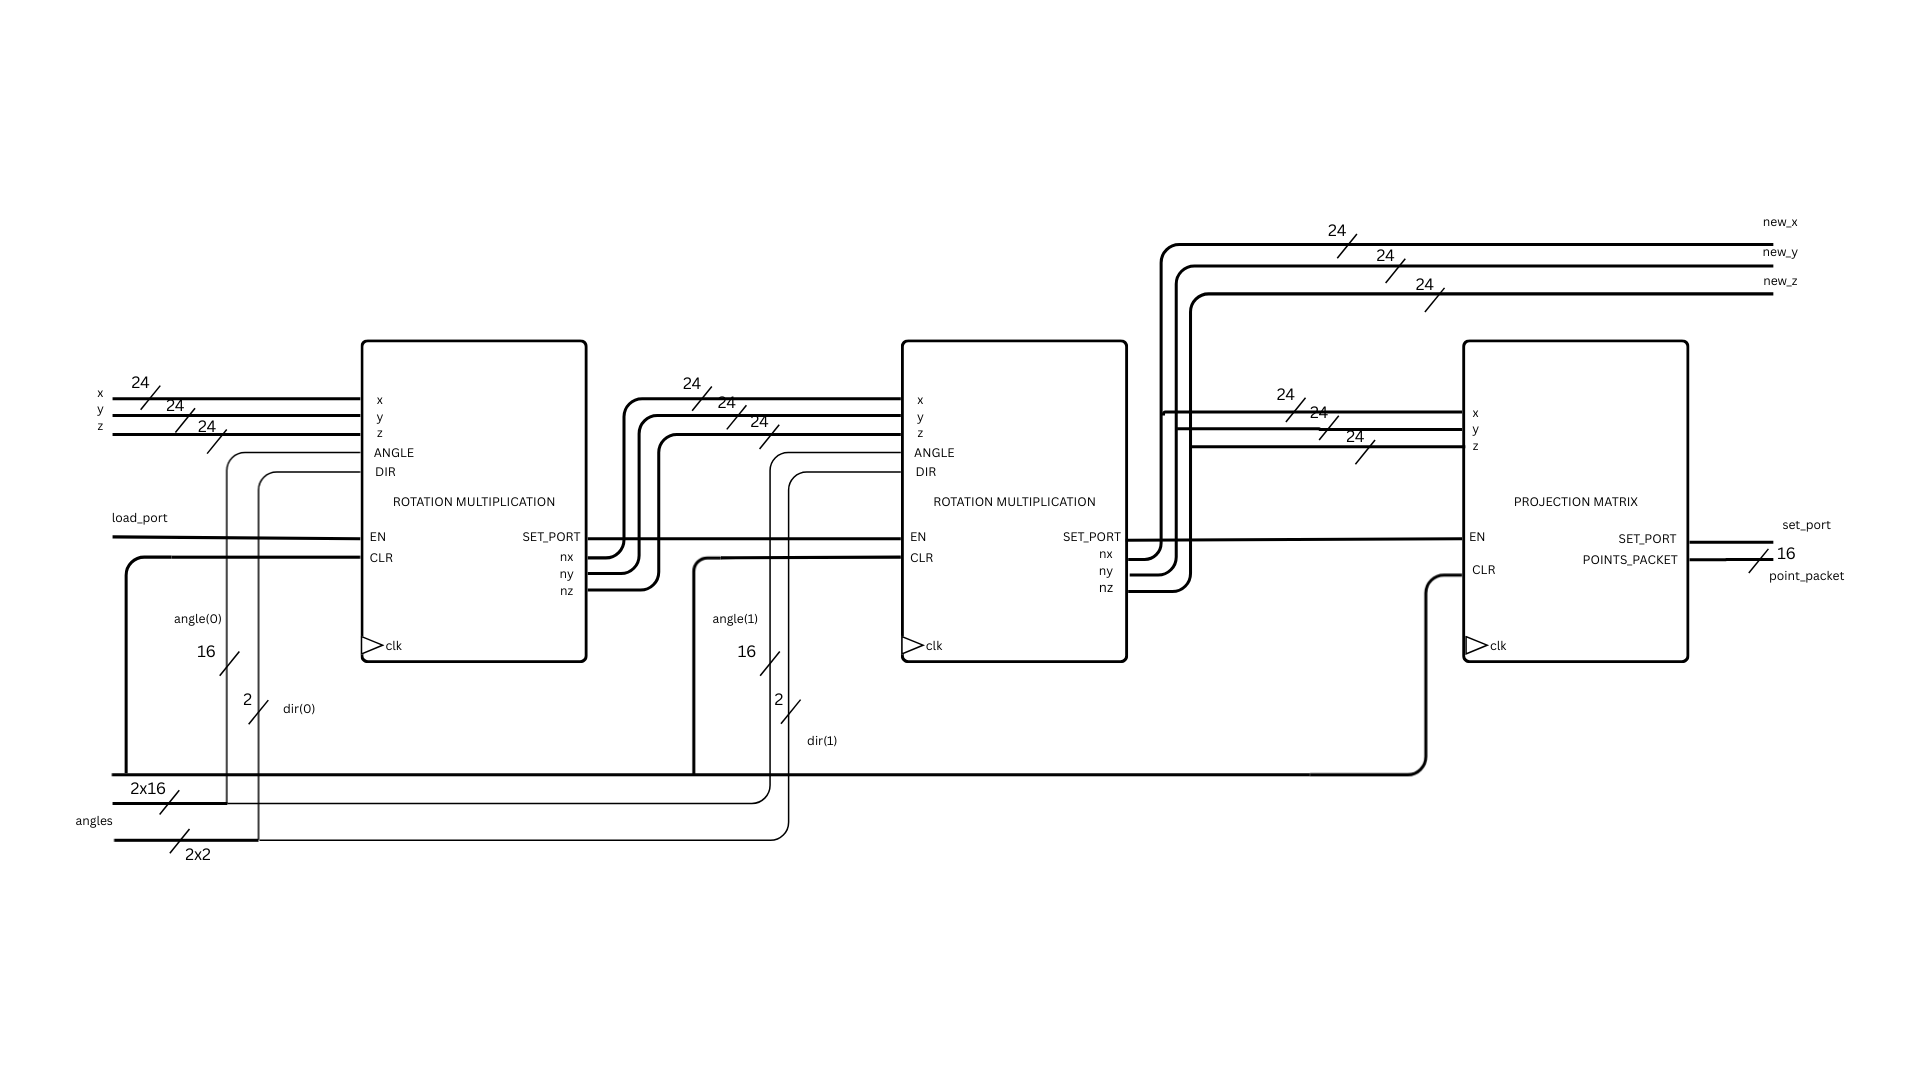 new_x
24
new_y
24
new_z
24
x
24
y
24
z
24
x
y
z
ANGLE
DIR
ROTATION MULTIPLICATION
load_port
EN
CLR
SET_PORT
nx
ny
nz
clk
24
24
24
x
y
z
ANGLE
DIR
ROTATION MULTIPLICATION
EN
CLR
SET_PORT
nx
ny
nz
clk
24
24
24
x
y
z
PROJECTION MATRIX
EN
CLR
SET_PORT
POINTS_PACKET
clk
set_port
16
point_packet
angle(0)
16
2
dir(0)
angle(1)
16
2
dir(1)
2x16
angles
2x2